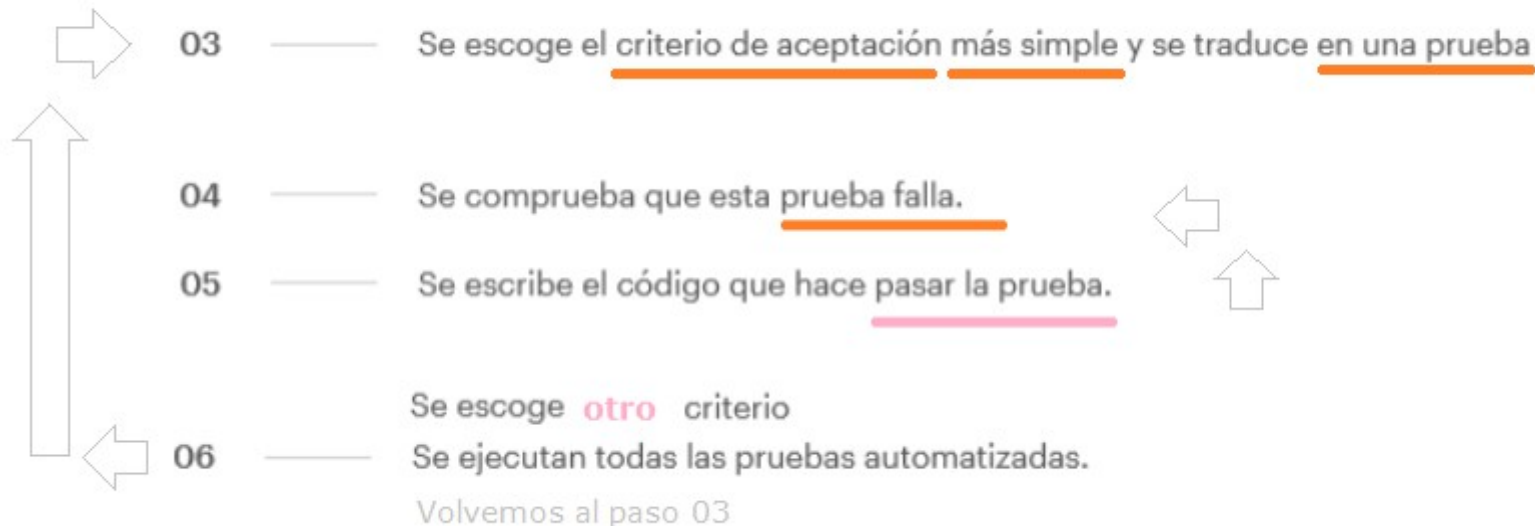 03 Se escoge el criterio de aceptación más simple y se traduce en una prueba
04 Se comprueba que esta prueba falla.
05 Se escribe el código que hace pasar la prueba.
Se escoge otro criterio
06 Se ejecutan todas las pruebas automatizadas.
Volvemos al paso 03